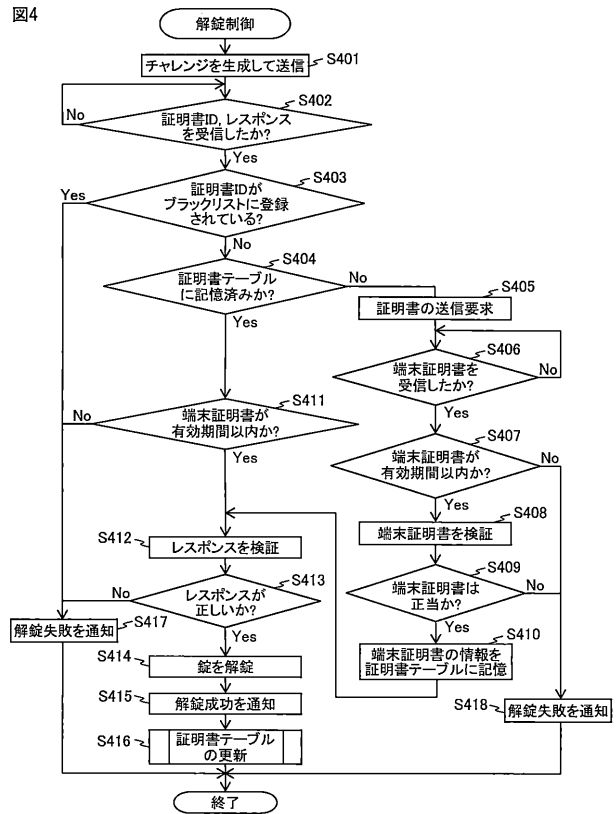 図4
解錠制御
チャレンジを生成して送信
S401
S402
証明書ID, レスポンス
を受信したか?
No
Yes
S403
証明書IDが
ブラックリストに登録
されている?
Yes
No
S404
証明書テーブル
に記憶済みか?
No
Yes
S405
証明書の送信要求
S406
端末証明書を
受信したか?
No
Yes
S411
端末証明書が
有効期間以内か?
No
Yes
S407
端末証明書が
有効期間以内か?
No
Yes
S408
端末証明書を検証
S412
レスポンスを検証
S409
端末証明書は
正当か?
No
Yes
S413
レスポンスが
正しいか?
No
Yes
S410
端末証明書の情報を
証明書テーブルに記憶
解錠失敗を通知
S417
S414
錠を解錠
S415
解錠成功を通知
S418
解錠失敗を通知
S416
証明書テーブル
の更新
終了